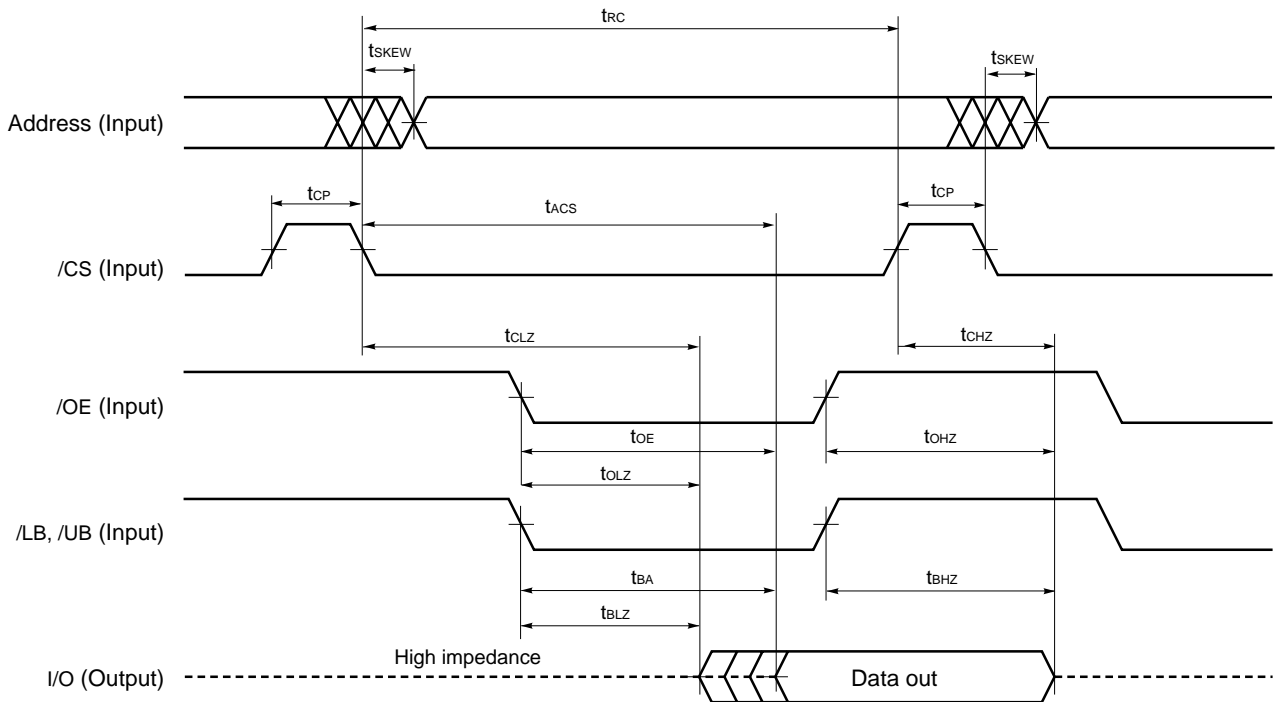 tRC
tSKEW
tSKEW
Address (Input)
tCP
tACS
tCP
/CS (Input)
tCLZ
tCHZ
/OE (Input)
tOE
tOHZ
tOLZ
/LB, /UB (Input)
tBA
tBHZ
tBLZ
High impedance
I/O (Output)
Data out